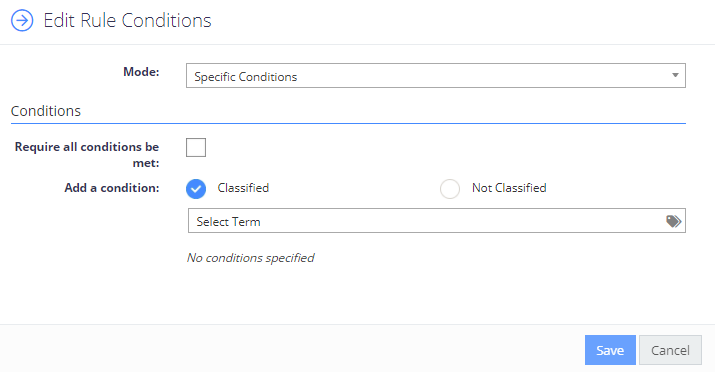 Edit Rule Conditions
Mode:
Specific Conditions
Conditions
Require all conditions be
met:
Add a condition:
Classified
Not Classified
Select Term
No conditions specified
Save
Cancel